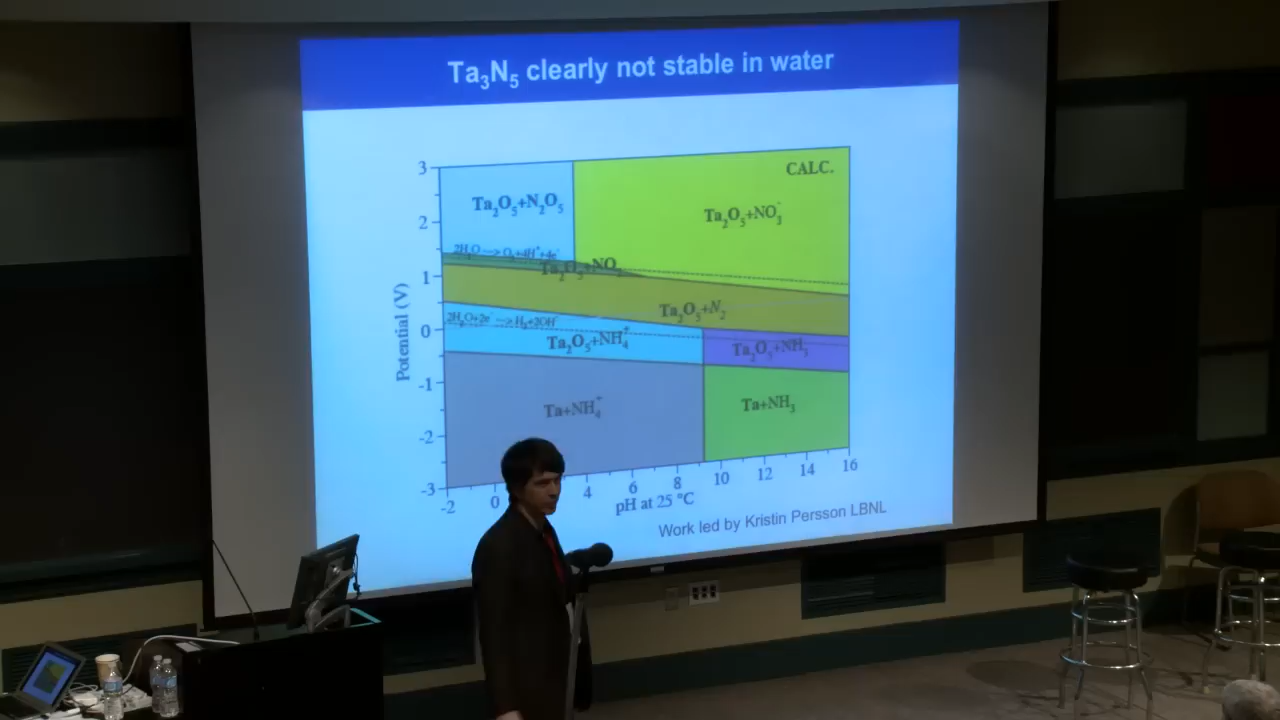 Ta₃N₅ clearly not stable in water
3
CALC.
Ta₂O₅+N₂O₅
Ta₂O₅+NO₃⁻
2
2H₂O --> O₂+4H⁺+4e⁻
Ta₂O₅+NO
1
Ta₂O₅+N₂
2H₂O+2e⁻ --> H₂+2OH⁻
0
Ta₂O₅+NH₄⁺
Ta₂O₅+NH₃
Potential (V)
-1
Ta+NH₄⁺
Ta+NH₃
-2
-3
-2 0 4 6 8 10 12 14 16
pH at 25 °C
Work led by Kristin Persson LBNL